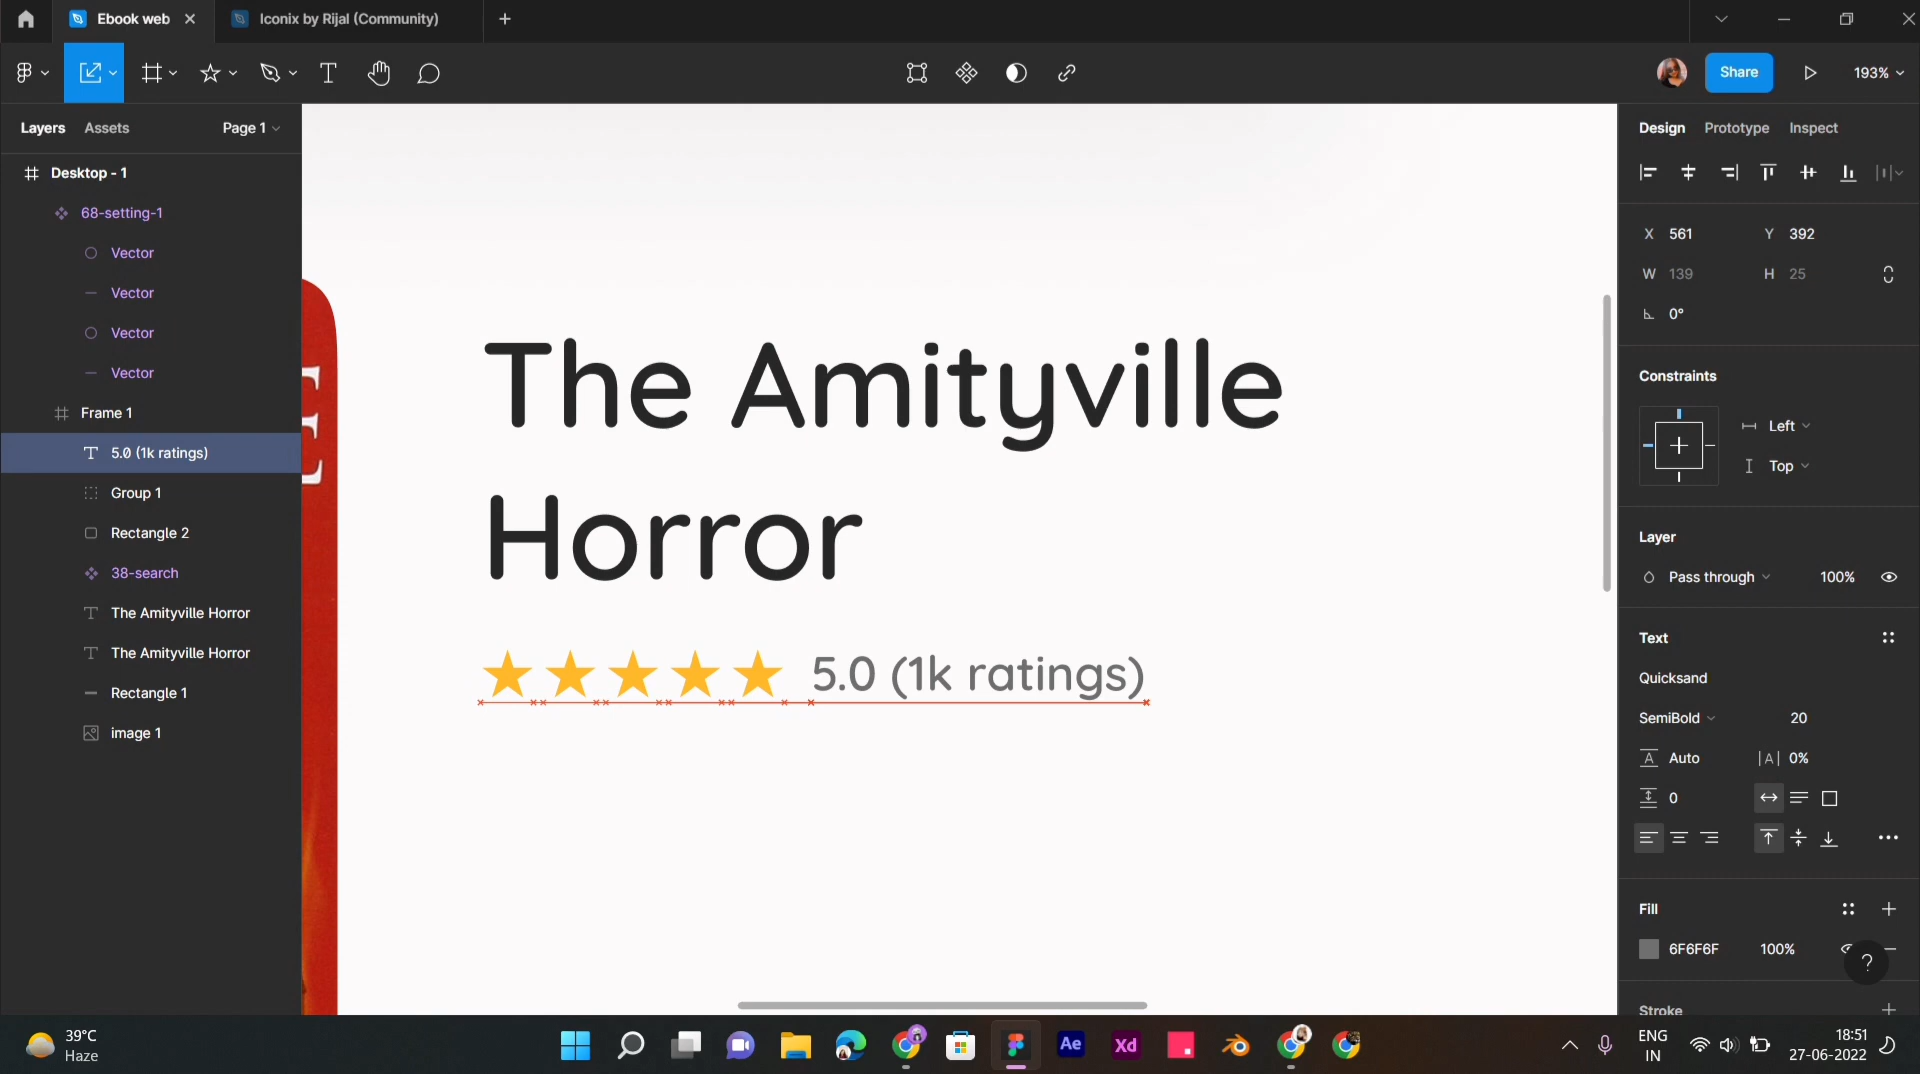 Ebook web
Iconix by Rijal (Community)
Share
193%
Layers
Assets
Page 1
Design
Prototype
Inspect
Desktop - 1
68-setting-1
Vector
Vector
Vector
Vector
Frame 1
5.0 (1k ratings)
Group 1
Rectangle 2
38-search
The Amityville Horror
The Amityville Horror
Rectangle 1
image 1
E
The Amityville
Horror
5.0 (1k ratings)
X 561
Y 392
W 139
H 25
0°
Constraints
Left
Top
Layer
Pass through
100%
Text
Quicksand
SemiBold
20
Auto
|A| 0%
0
Fill
6F6F6F
100%
?
Stroke
39°C
Haze
Ae
Xd
ENG
IN
18:51
27-06-2022